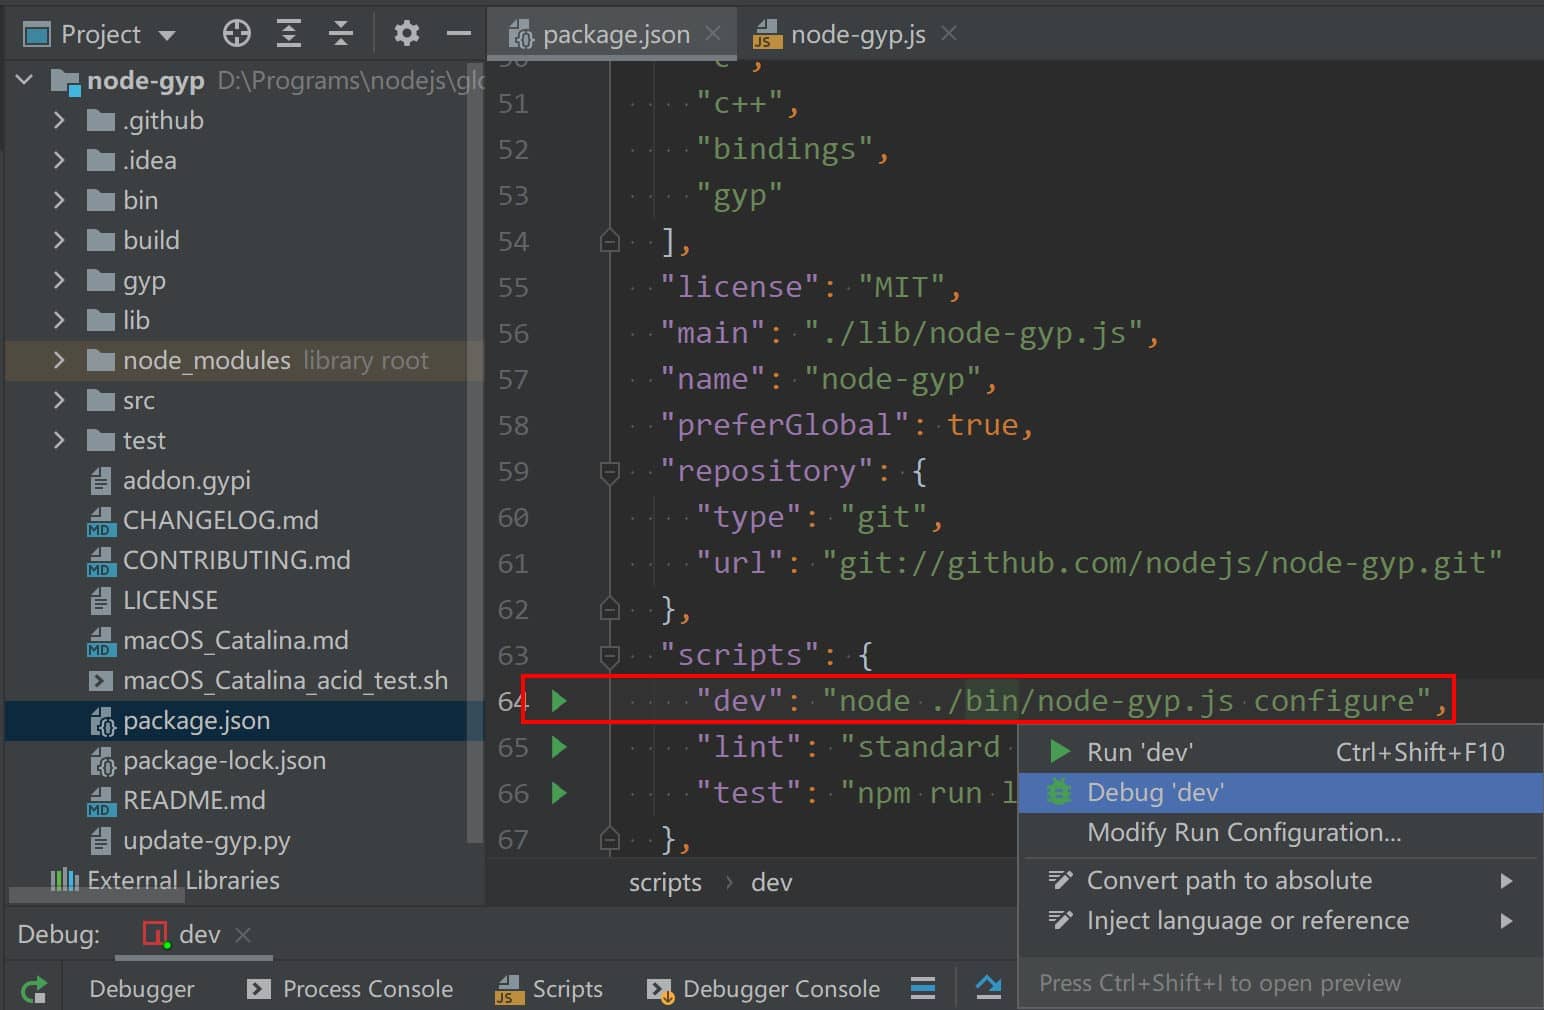 Project
package.json
node-gyp.js
node-gyp D:\Programs\nodejs\glo
.github
.idea
bin
build
gyp
lib
node_modules library root
src
test
addon.gypi
CHANGELOG.md
CONTRIBUTING.md
LICENSE
macOS_Catalina.md
macOS_Catalina_acid_test.sh
package.json
package-lock.json
README.md
update-gyp.py
External Libraries
51 "c++",
52 "bindings",
53 "gyp"
54 ],
55 "license": "MIT",
56 "main": "./lib/node-gyp.js",
57 "name": "node-gyp",
58 "preferGlobal": true,
59 "repository": {
60 "type": "git",
61 "url": "git://github.com/nodejs/node-gyp.git"
62 },
63 "scripts": {
64 "dev": "node ./bin/node-gyp.js configure",
65 "lint": "standard
66 "test": "npm run l
67 },
scripts › dev
Run 'dev' Ctrl+Shift+F10
Debug 'dev'
Modify Run Configuration...
Convert path to absolute
Inject language or reference
Press Ctrl+Shift+I to open preview
Debug: dev
Debugger Process Console Scripts Debugger Console